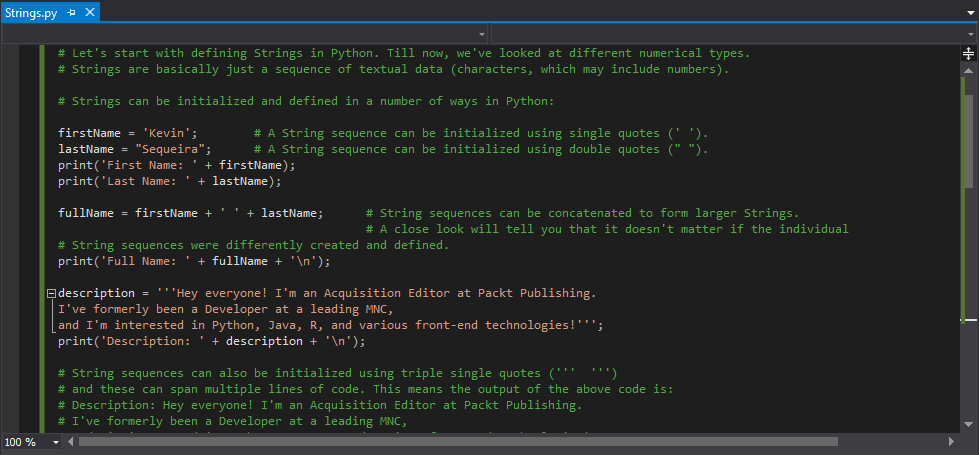 Strings.py
# Let's start with defining Strings in Python. Till now, we've looked at different numerical types.
# Strings are basically just a sequence of textual data (characters, which may include numbers).
# Strings can be initialized and defined in a number of ways in Python:
firstName = 'Kevin';        # A String sequence can be initialized using single quotes (' ').
lastName = "Sequeira";      # A String sequence can be initialized using double quotes (" ").
print('First Name: ' + firstName);
print('Last Name: ' + lastName);
fullName = firstName + ' ' + lastName;      # String sequences can be concatenated to form larger Strings.
# A close look will tell you that it doesn't matter if the individual
# String sequences were differently created and defined.
print('Full Name: ' + fullName + '\n');
description = '''Hey everyone! I'm an Acquisition Editor at Packt Publishing.
I've formerly been a Developer at a leading MNC,
and I'm interested in Python, Java, R, and various front-end technologies!''';
print('Description: ' + description + '\n');
# String sequences can also be initialized using triple single quotes ('''  ''')
# and these can span multiple lines of code. This means the output of the above code is:
# Description: Hey everyone! I'm an Acquisition Editor at Packt Publishing.
# I've formerly been a Developer at a leading MNC,
100 %